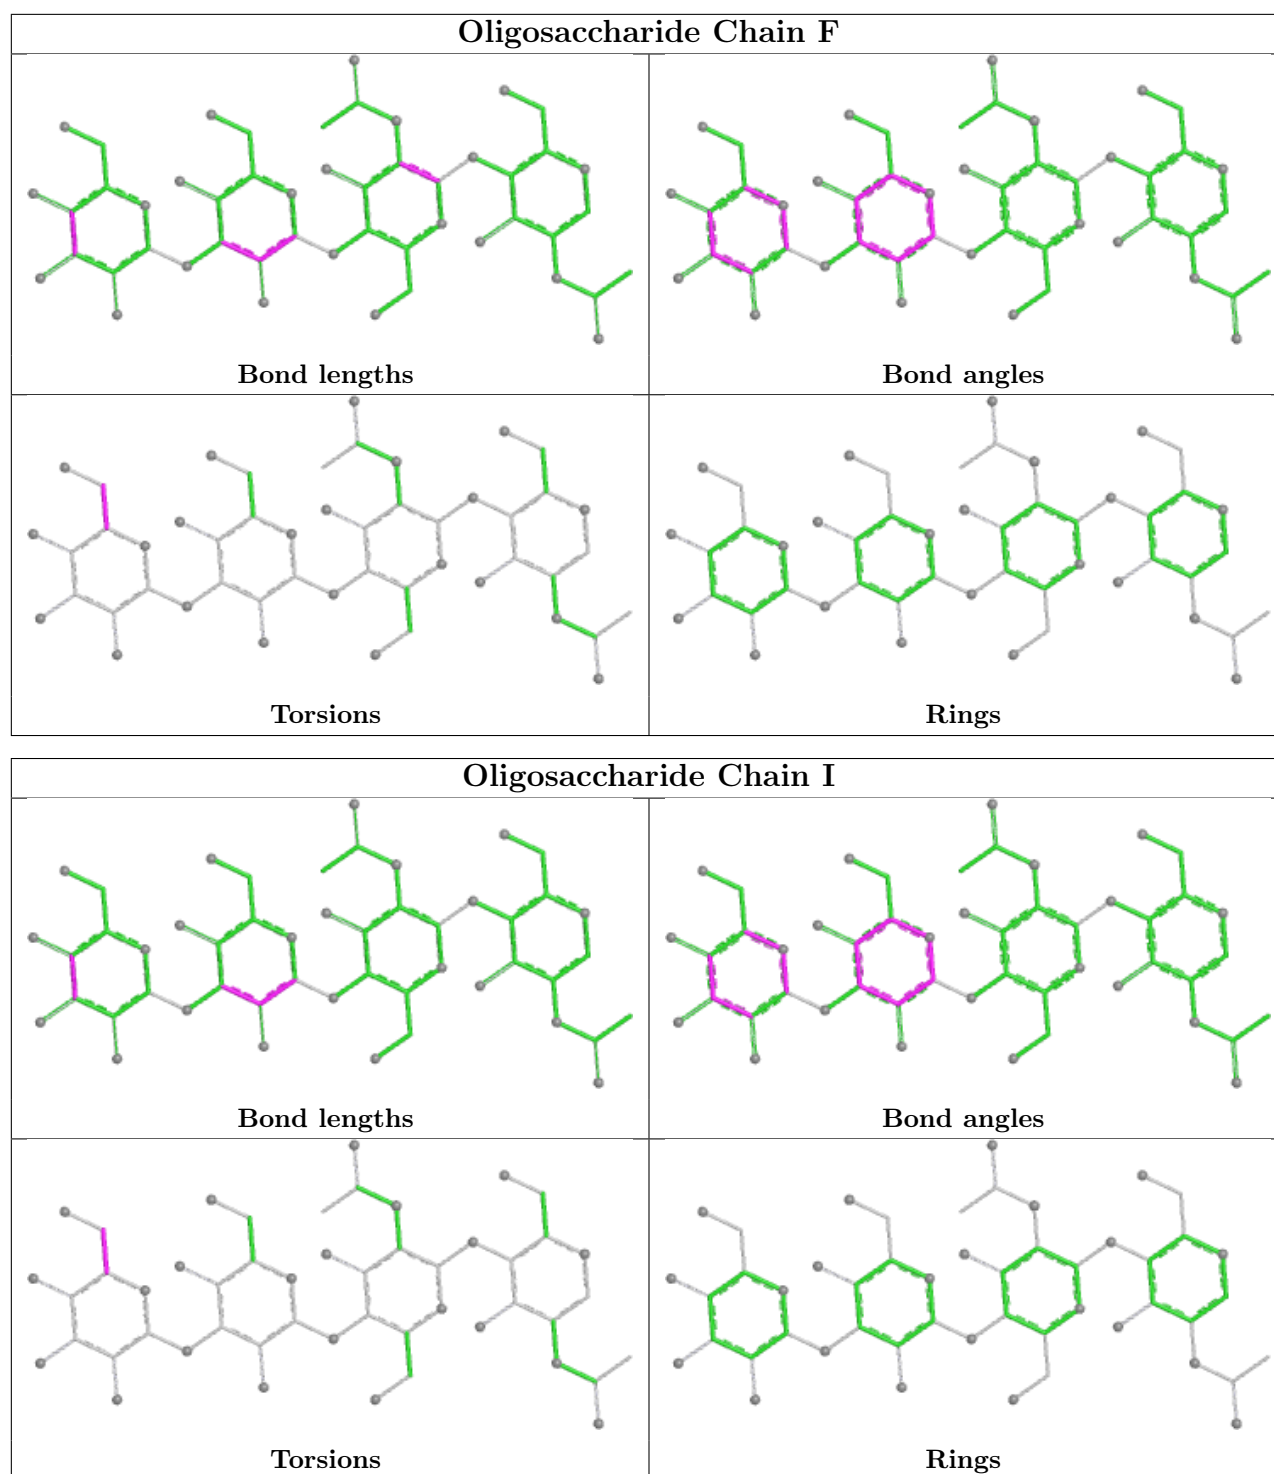 Oligosaccharide Chain F
Bond lengths
Bond angles
Torsions
Rings
Oligosaccharide Chain I
Bond lengths
Bond angles
Torsions
Rings